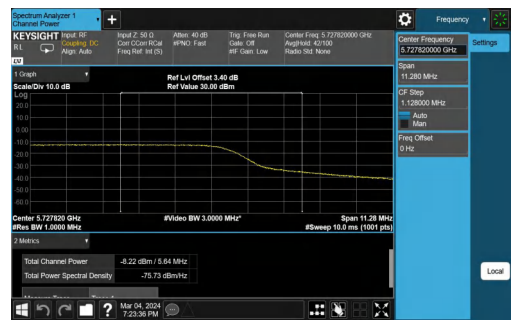 Spectrum Analyzer 1
Channel Power
Frequency
KEYSIGHT
RL
Input: RF
Coupling: DC
Align: Auto
Input Z: 50 Ω
Corr CCorr RCal
Freq Ref: Int (S)
Atten: 40 dB
#PNO: Fast
Trig: Free Run
Gate: Off
#IF Gain: Low
Center Freq: 5.727820000 GHz
Avg|Hold: 42/100
Radio Std: None
LVI
1 Graph
Scale/Div 10.0 dB
Ref Lvl Offset 3.40 dB
Ref Value 30.00 dBm
Log
20.0
10.0
0.00
-10.0
-20.0
-30.0
-40.0
-50.0
-60.0
Center 5.727820 GHz
#Video BW 3.0000 MHz*
Span 11.28 MHz
#Res BW 1.0000 MHz
#Sweep 10.0 ms (1001 pts)
2 Metrics
Total Channel Power -8.22 dBm / 5.64 MHz
Total Power Spectral Density -75.73 dBm/Hz
Mar 04, 2024
7:23:36 PM
Center Frequency
5.727820000 GHz
Settings
Span
11.280 MHz
CF Step
1.128000 MHz
Auto
Man
Freq Offset
0 Hz
Local